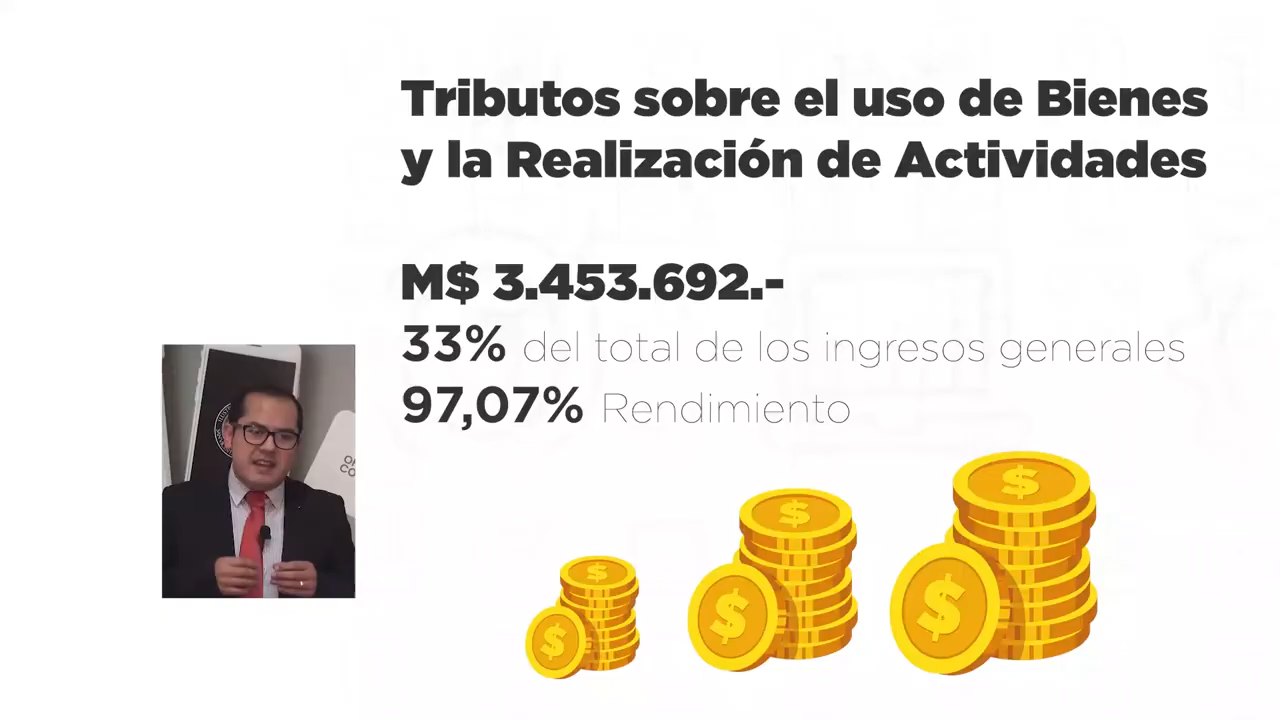 Tributos sobre el uso de Bienes
y la Realización de Actividades
M$ 3.453.692.-
33% del total de los ingresos generales
97,07% Rendimiento
$
$
$
$
$
$